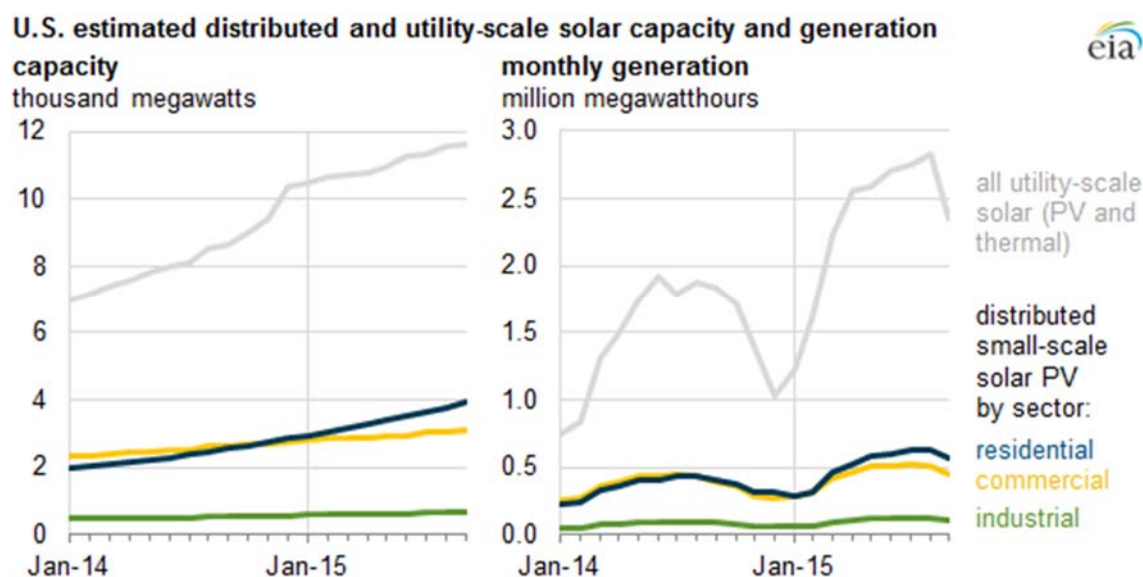 U.S. estimated distributed and utility-scale solar capacity and generation
eia
capacity
thousand megawatts
12
10
8
6
4
2
0
Jan-14
Jan-15
monthly generation
million megawatthours
3.0
2.5
2.0
1.5
1.0
0.5
0.0
Jan-14
Jan-15
all utility-scale
solar (PV and
thermal)
distributed
small-scale
solar PV
by sector:
residential
commercial
industrial